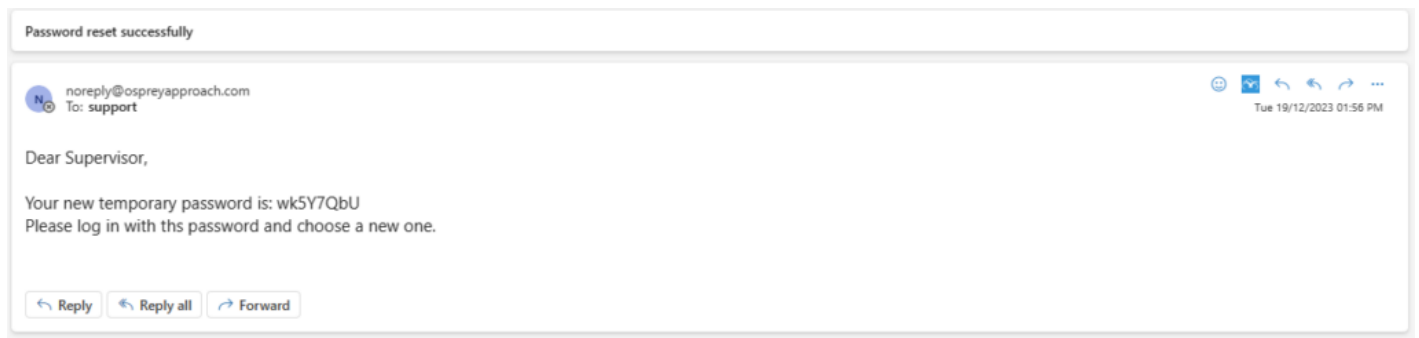 Password reset successfully
N
noreply@ospreyapproach.com
To: support
Tue 19/12/2023 01:56 PM
Dear Supervisor,
Your new temporary password is: wk5Y7QbU
Please log in with ths password and choose a new one.
Reply
Reply all
Forward